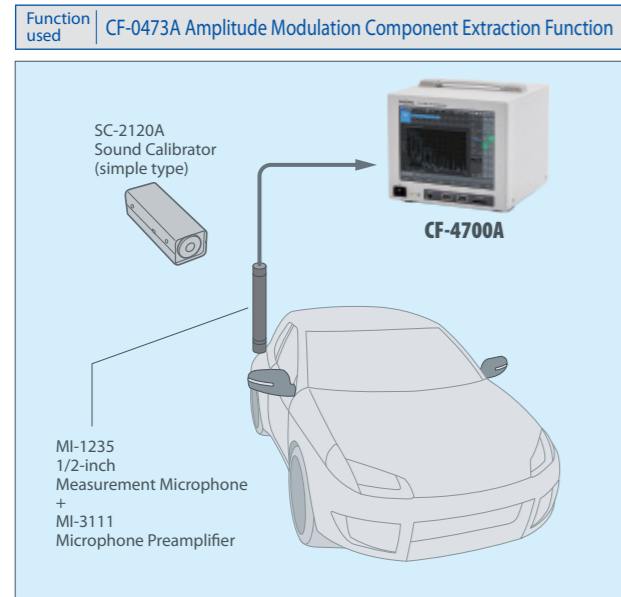 Function
used
CF-0473A Amplitude Modulation Component Extraction Function
SC-2120A
Sound Calibrator
(simple type)
CF-4700A
MI-1235
1/2-inch
Measurement Microphone
+
MI-3111
Microphone Preamplifier